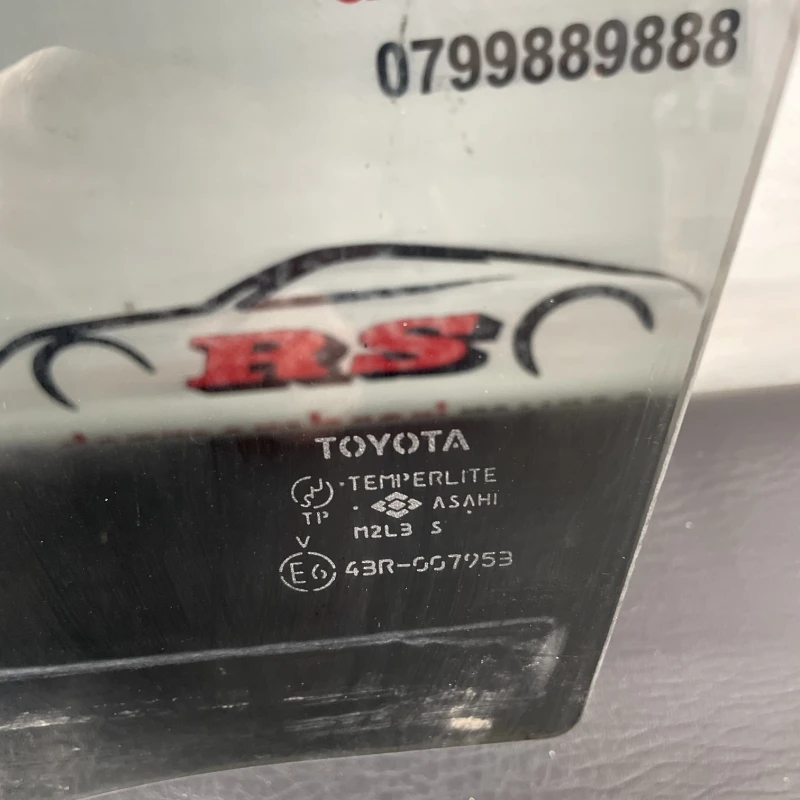 0799889888
RS
TOYOTA
TEMPERLITE
TP · ASAHI
M2L3 S
V
E6 43R-007953